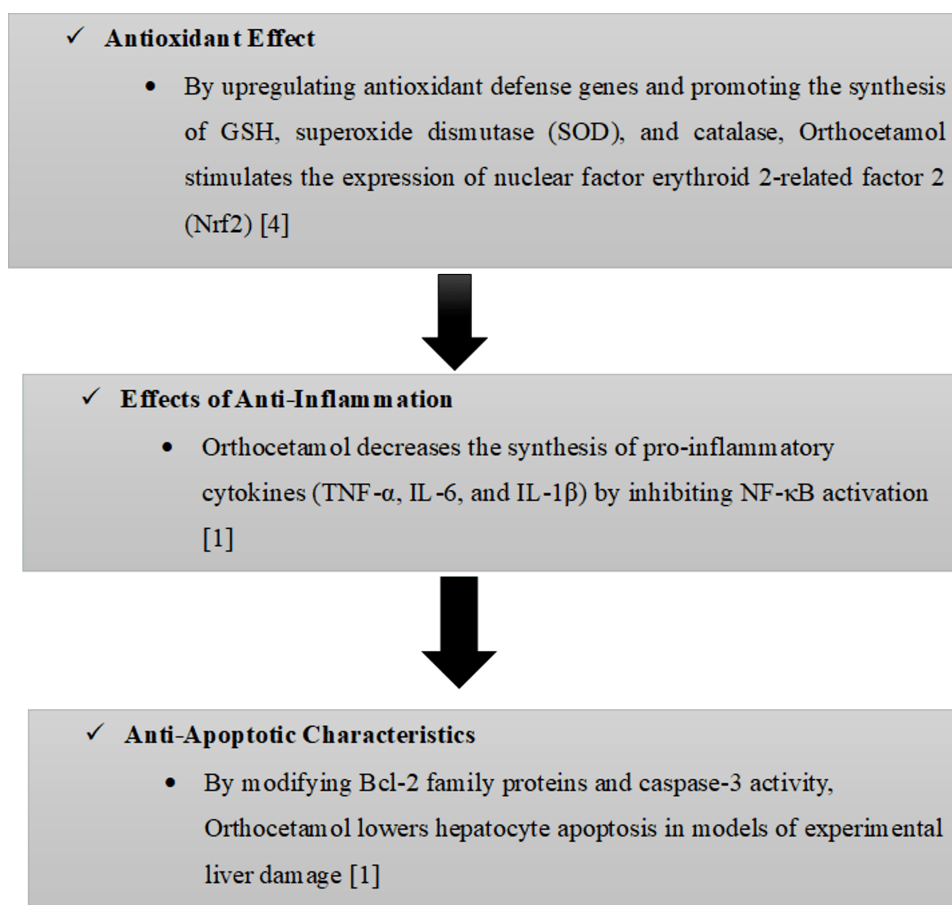 ✓ Antioxidant Effect
• By upregulating antioxidant defense genes and promoting the synthesis
of GSH, superoxide dismutase (SOD), and catalase, Orthocetamol
stimulates the expression of nuclear factor erythroid 2-related factor 2
(Nrf2) [4]
✓ Effects of Anti-Inflammation
• Orthocetamol decreases the synthesis of pro-inflammatory
cytokines (TNF-α, IL-6, and IL-1β) by inhibiting NF-κB activation
[1]
✓ Anti-Apoptotic Characteristics
• By modifying Bcl-2 family proteins and caspase-3 activity,
Orthocetamol lowers hepatocyte apoptosis in models of experimental
liver damage [1]